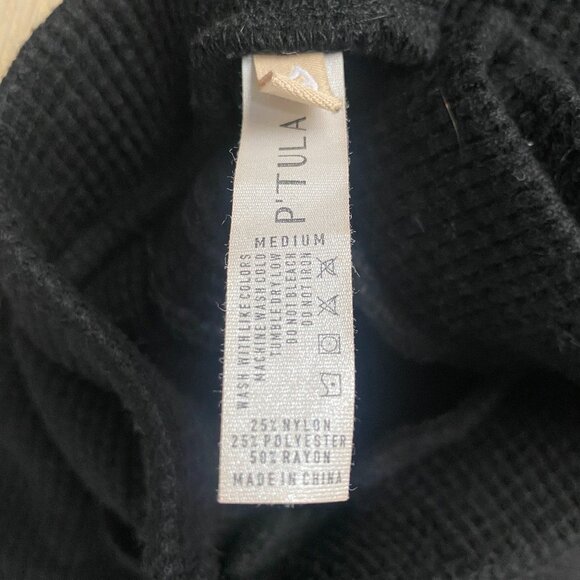 P'TULA
MEDIUM
WASH WITH LIKE COLORS
MACHINE WASH COLD
TUMBLE DRY LOW
DO NOT BLEACH
DO NOT IRON
25% NYLON
25% POLYESTER
50% RAYON
MADE IN CHINA